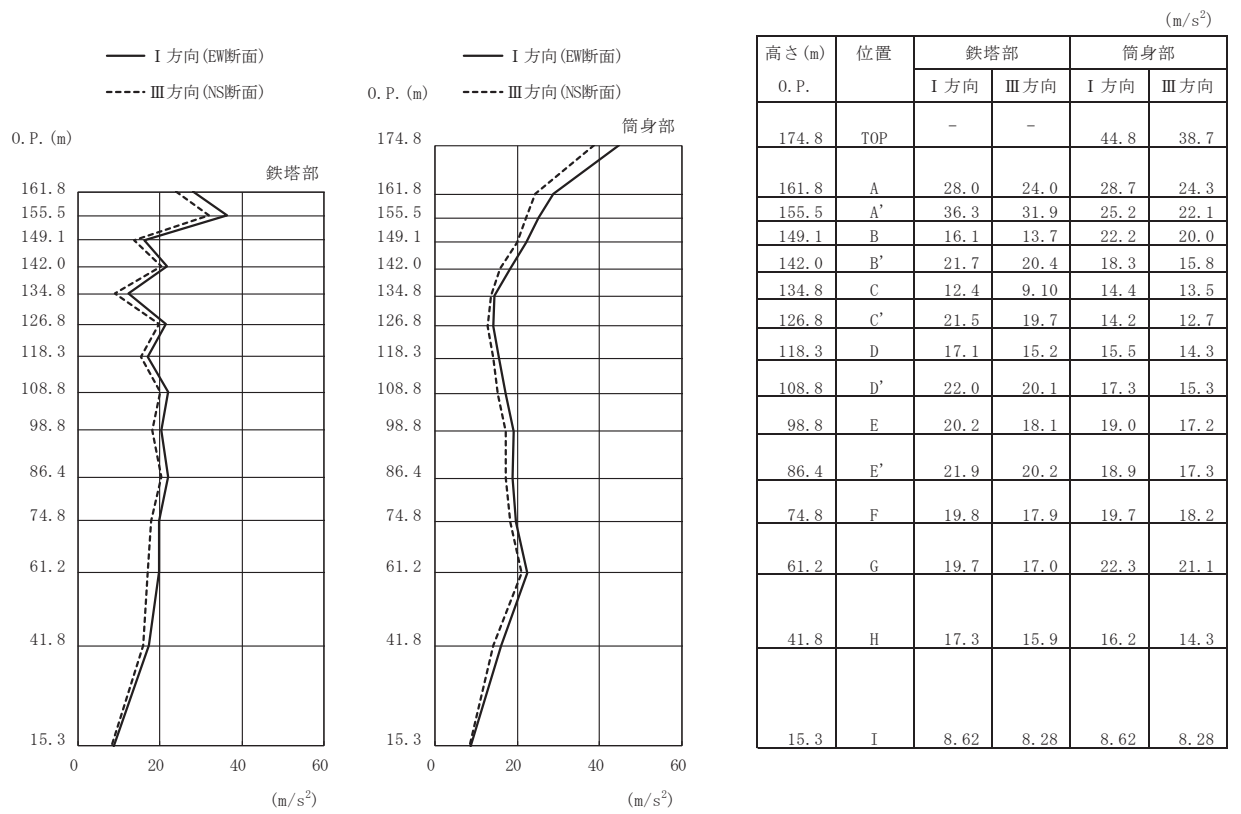 I 方向(EW断面)
Ⅲ方向(NS断面)
O.P.(m)
鉄塔部
161.8
155.5
149.1
142.0
134.8
126.8
118.3
108.8
98.8
86.4
74.8
61.2
41.8
15.3
0 20 40 60
(m/s²)
I 方向(EW断面)
Ⅲ方向(NS断面)
O.P.(m)
筒身部
174.8
161.8
155.5
149.1
142.0
134.8
126.8
118.3
108.8
98.8
86.4
74.8
61.2
41.8
15.3
0 20 40 60
(m/s²)
(m/s²)
高さ(m) 位置 鉄塔部 筒身部
O.P. I 方向 Ⅲ方向 I 方向 Ⅲ方向
174.8 TOP － － 44.8 38.7
161.8 A 28.0 24.0 28.7 24.3
155.5 A' 36.3 31.9 25.2 22.1
149.1 B 16.1 13.7 22.2 20.0
142.0 B' 21.7 20.4 18.3 15.8
134.8 C 12.4 9.10 14.4 13.5
126.8 C' 21.5 19.7 14.2 12.7
118.3 D 17.1 15.2 15.5 14.3
108.8 D' 22.0 20.1 17.3 15.3
98.8 E 20.2 18.1 19.0 17.2
86.4 E' 21.9 20.2 18.9 17.3
74.8 F 19.8 17.9 19.7 18.2
61.2 G 19.7 17.0 22.3 21.1
41.8 H 17.3 15.9 16.2 14.3
15.3 I 8.62 8.28 8.62 8.28